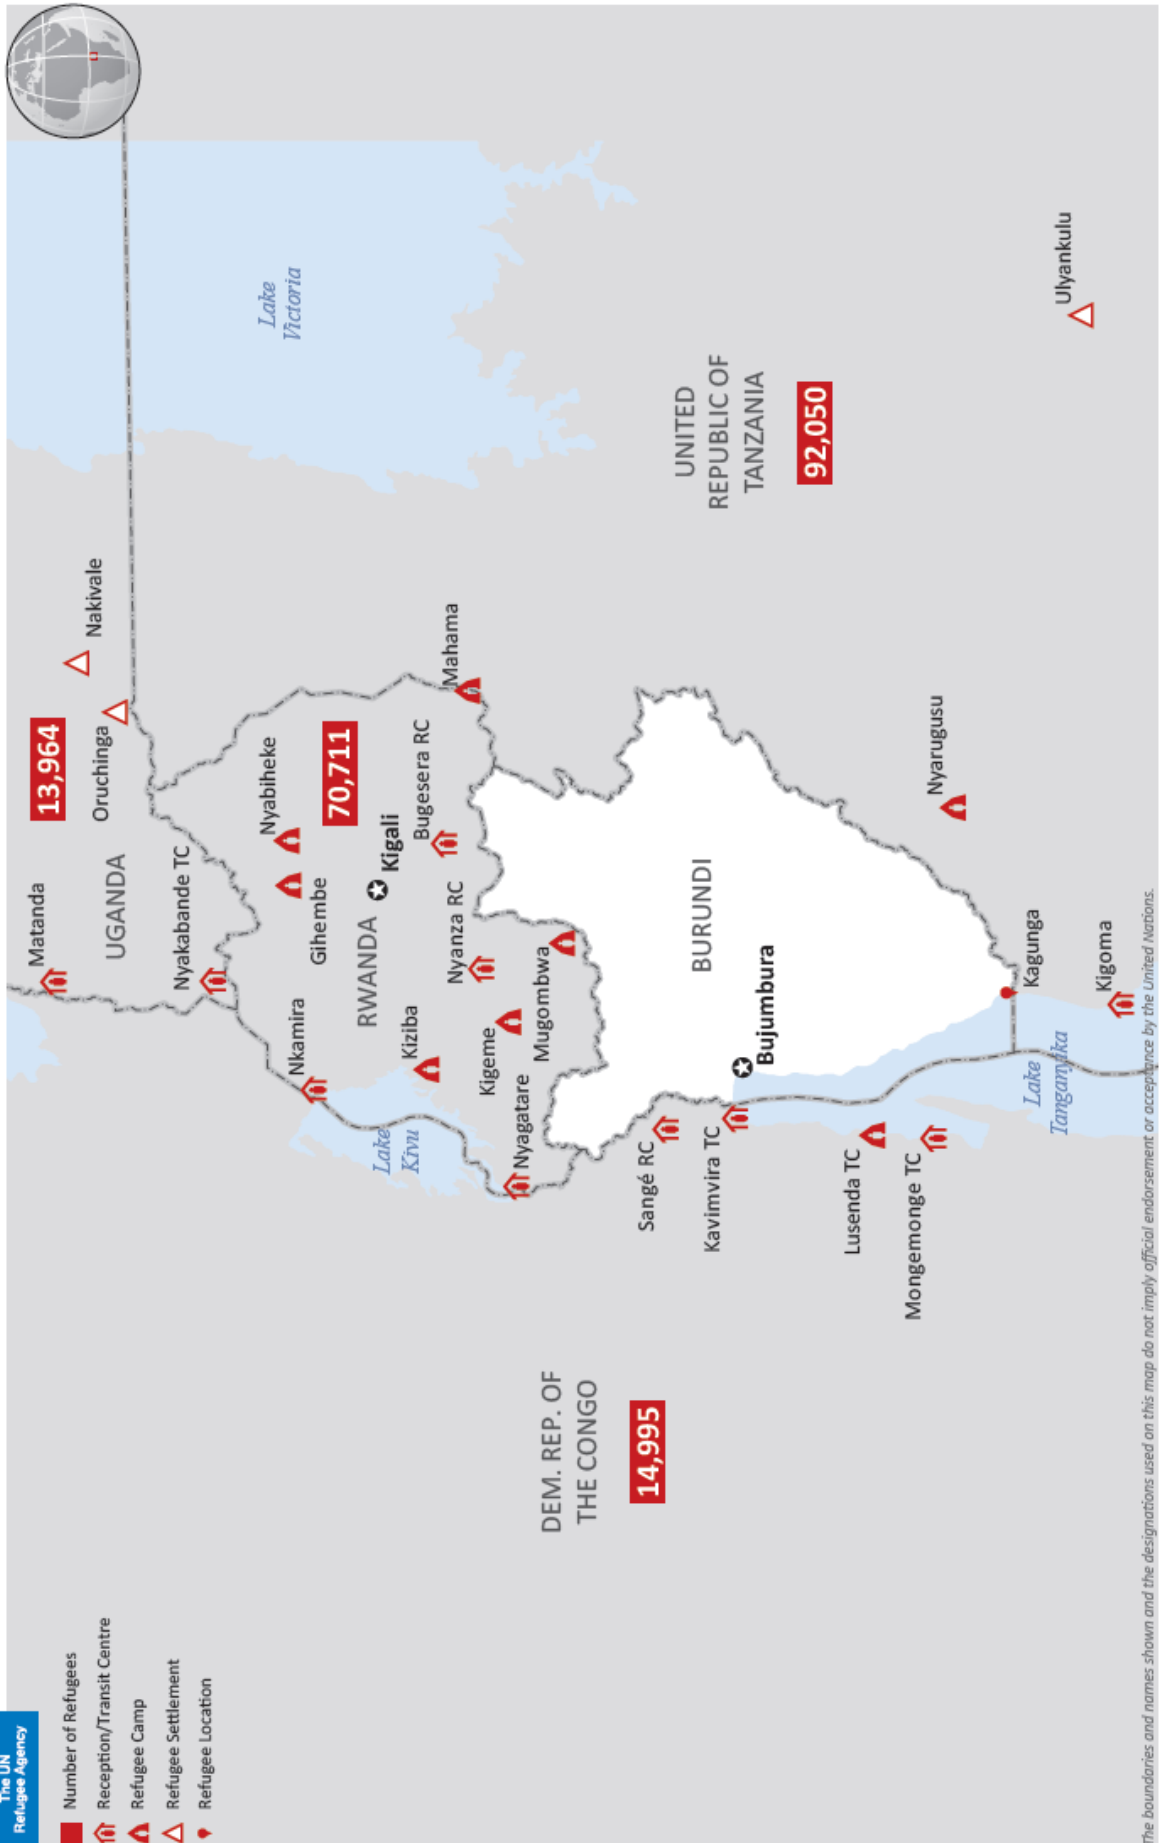 The UN
Refugee Agency
Number of Refugees
Reception/Transit Centre
Refugee Camp
Refugee Settlement
Refugee Location
Matanda
UGANDA
13,964
Nakivale
Oruchinga
Nyakabande TC
Lake
Victoria
Nkamira
Gihembe
Nyabiheke
70,711
RWANDA
Kigali
Lake
Kivu
Kiziba
Bugesera RC
Mahama
Nyanza RC
Kigeme
Mugombwa
Nyagatare
DEM. REP. OF
THE CONGO
14,995
Sangé RC
Kavimvira TC
BURUNDI
Bujumbura
UNITED
REPUBLIC OF
TANZANIA
92,050
Lusenda TC
Mongemonge TC
Nyarugusu
Kagunga
Lake
Tanganyika
Kigoma
Ulyankulu
The boundaries and names shown and the designations used on this map do not imply official endorsement or acceptance by the United Nations.